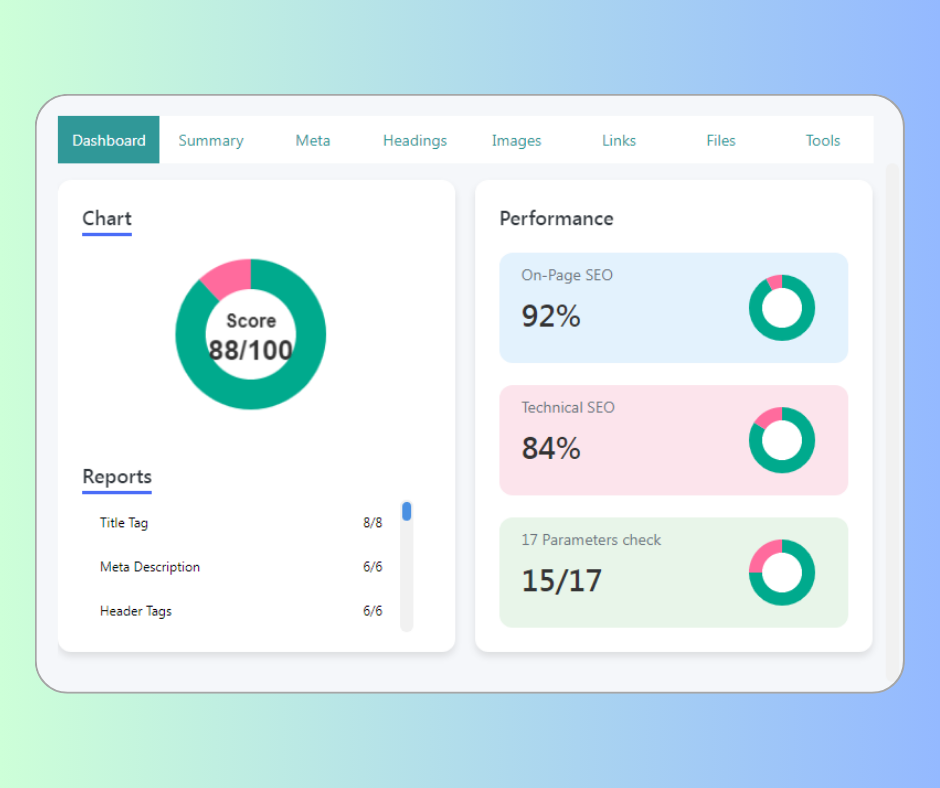 Dashboard Summary Meta Headings Images Links Files Tools
Chart
Score
88/100
Reports
Title Tag 8/8
Meta Description 6/6
Header Tags 6/6
Performance
On-Page SEO
92%
Technical SEO
84%
17 Parameters check
15/17